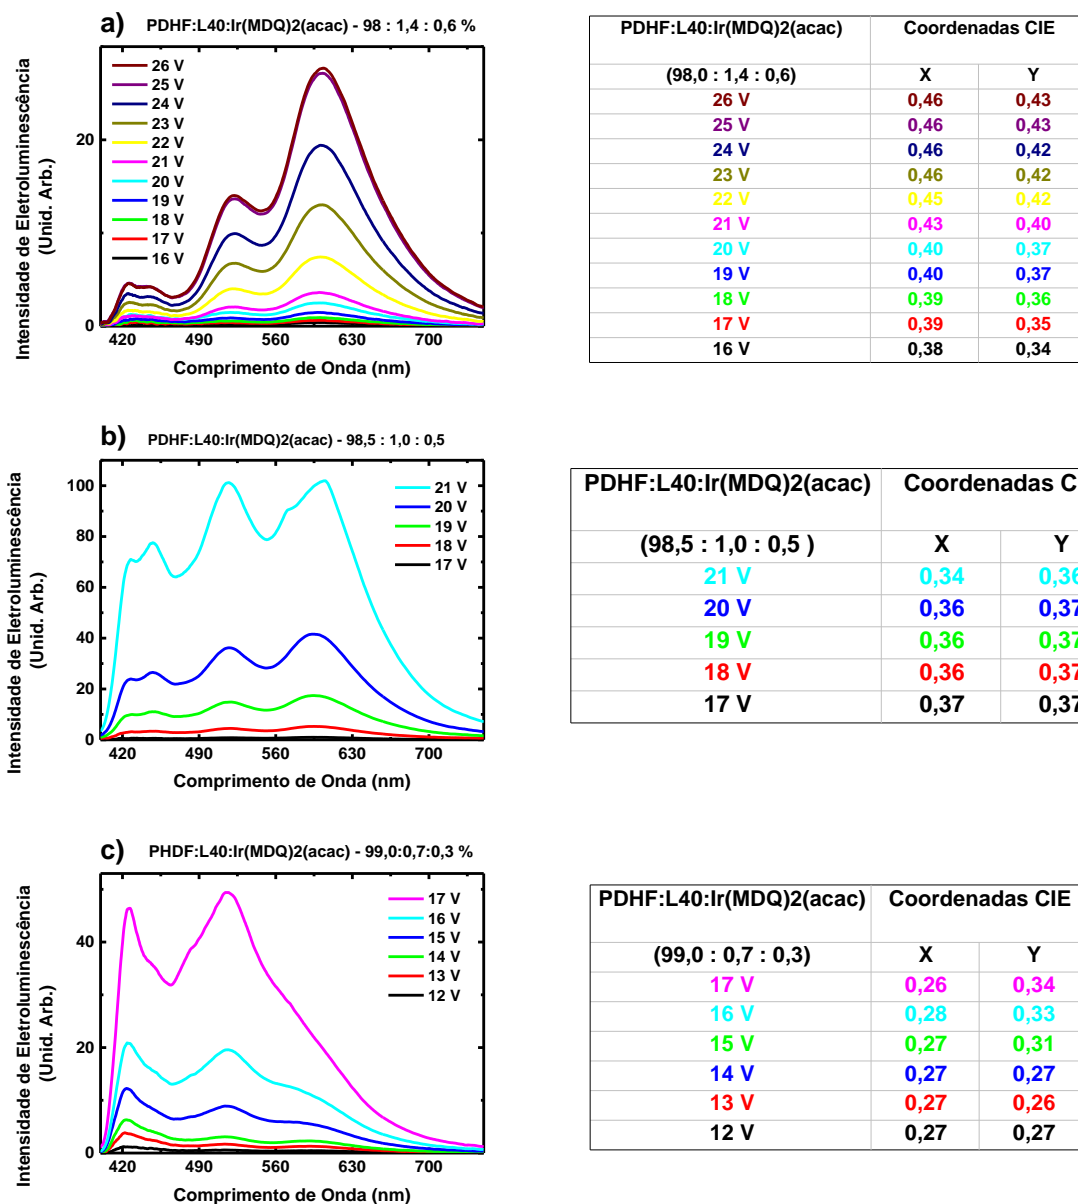 a) PDHF:L40:Ir(MDQ)2(acac) - 98 : 1,4 : 0,6 %
Intensidade de Eletroluminescência
(Unid. Arb.)
20
0
26 V
25 V
24 V
23 V
22 V
21 V
20 V
19 V
18 V
17 V
16 V
420 490 560 630 700
Comprimento de Onda (nm)
PDHF:L40:Ir(MDQ)2(acac) Coordenadas CIE
(98,0 : 1,4 : 0,6) X Y
26 V 0,46 0,43
25 V 0,46 0,43
24 V 0,46 0,42
23 V 0,46 0,42
22 V 0,45 0,42
21 V 0,43 0,40
20 V 0,40 0,37
19 V 0,40 0,37
18 V 0,39 0,36
17 V 0,39 0,35
16 V 0,38 0,34
b) PDHF:L40:Ir(MDQ)2(acac) - 98,5 : 1,0 : 0,5
Intensidade de Eletroluminescência
(Unid. Arb.)
100
80
60
40
20
0
21 V
20 V
19 V
18 V
17 V
420 490 560 630 700
Comprimento de Onda (nm)
PDHF:L40:Ir(MDQ)2(acac) Coordenadas C
(98,5 : 1,0 : 0,5 ) X Y
21 V 0,34 0,36
20 V 0,36 0,37
19 V 0,36 0,37
18 V 0,36 0,37
17 V 0,37 0,37
c) PHDF:L40:Ir(MDQ)2(acac) - 99,0:0,7:0,3 %
Intensidade de Eletroluminescência
(Unid. Arb.)
40
20
0
17 V
16 V
15 V
14 V
13 V
12 V
420 490 560 630 700
Comprimento de Onda (nm)
PDHF:L40:Ir(MDQ)2(acac) Coordenadas CIE
(99,0 : 0,7 : 0,3) X Y
17 V 0,26 0,34
16 V 0,28 0,33
15 V 0,27 0,31
14 V 0,27 0,27
13 V 0,27 0,26
12 V 0,27 0,27